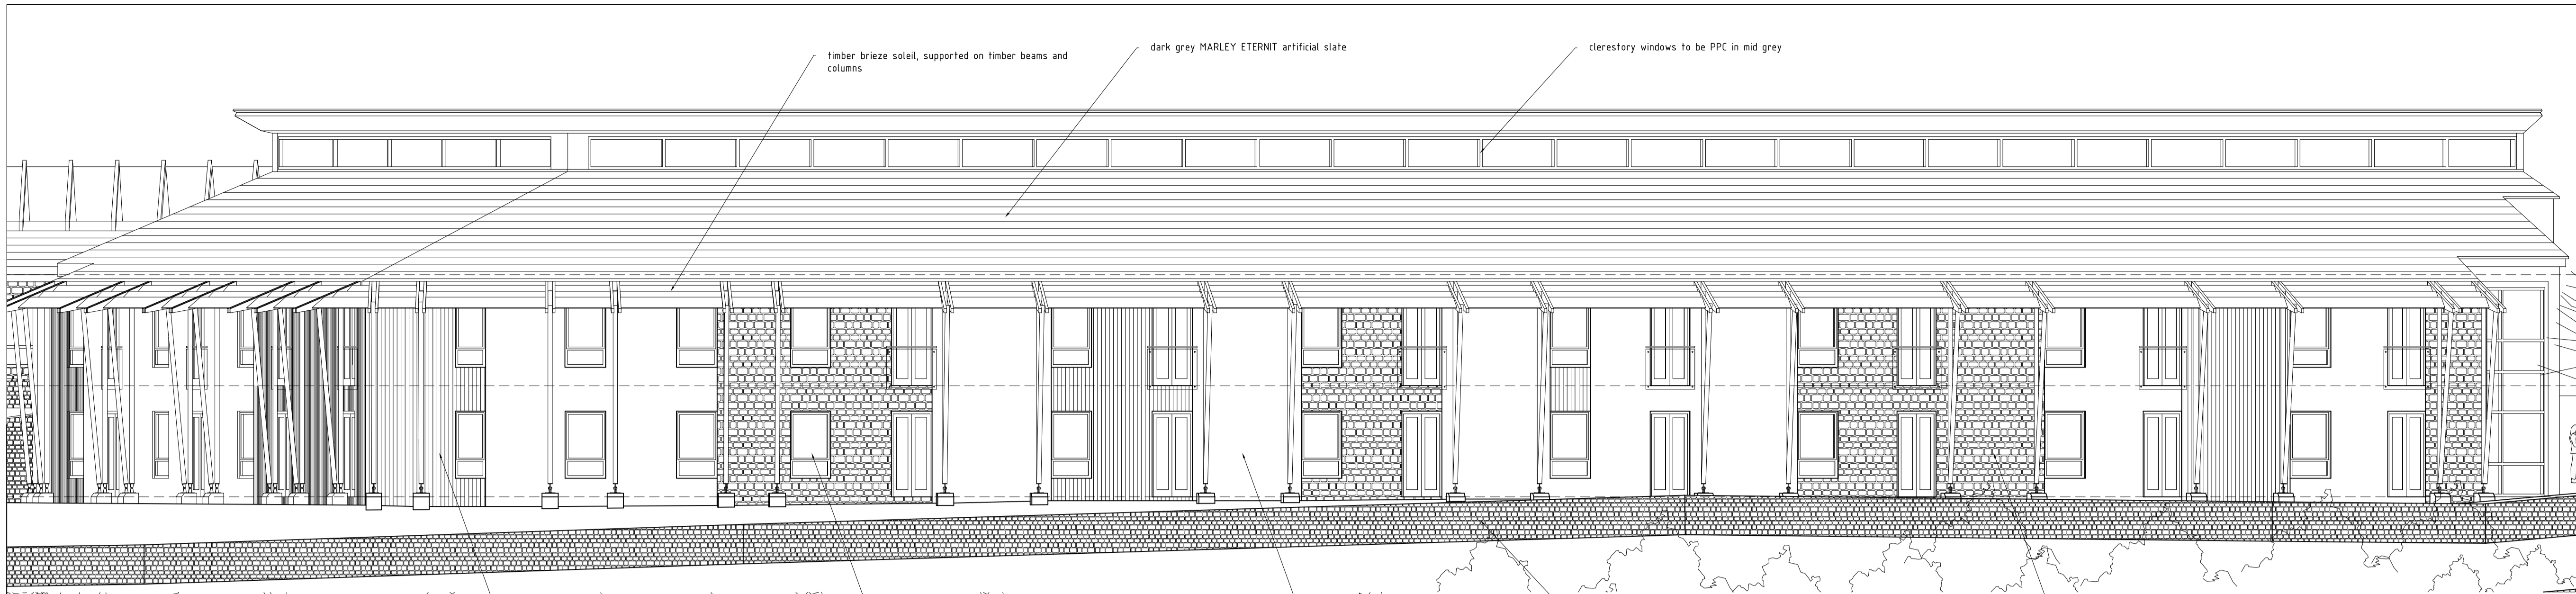 timber brieze soleil, supported on timber beams and
columns
dark grey MARLEY ETERNIT artificial slate
clerestory windows to be PPC in mid grey